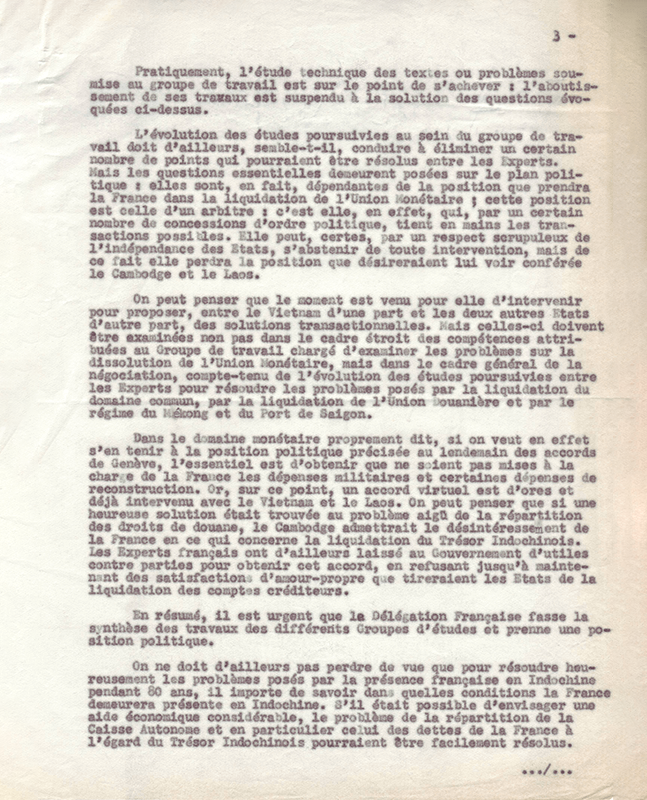 3 -
Pratiquement, l'étude technique des textes ou problèmes sou-
mise au groupe de travail est sur le point de s'achever : l'aboutis-
sement de ses travaux est suspendu à la solution des questions évo-
quées ci-dessus.
L'évolution des études poursuivies au sein du groupe de tra-
vail doit d'ailleurs, semble-t-il, conduire à éliminer un certain
nombre de points qui pourraient être résolus entre les Experts.
Mais les questions essentielles demeurent posées sur le plan poli-
tique : elles sont, en fait, dépendantes de la position que prendra
la France dans la liquidation de l'Union Monétaire ; cette position
est celle d'un arbitre : c'est elle, en effet, qui, par un certain
nombre de concessions d'ordre politique, tient en mains les tran-
sactions possibles. Elle peut, certes, par un respect scrupuleux de
l'indépendance des Etats, s'abstenir de toute intervention, mais de
ce fait elle perdra la position que désireraient lui voir conférée
le Cambodge et le Laos.
On peut penser que le moment est venu pour elle d'intervenir
pour proposer, entre le Vietnam d'une part et les deux autres Etats
d'autre part, des solutions transactionnelles. Mais celles-ci doivent
être examinées non pas dans le cadre étroit des compétences attri-
buées au Groupe de travail chargé d'examiner les problèmes sur la
dissolution de l'Union Monétaire, mais dans le cadre général de la
négociation, compte-tenu de l'évolution des études poursuivies entre
les Experts pour résoudre les problèmes posés par la liquidation du
domaine commun, par la liquidation de l'Union Douanière et par le
régime du Mékong et du Port de Saigon.
Dans le domaine monétaire proprement dit, si on veut en effet
s'en tenir à la position politique précisée au lendemain des accords
de Genève, l'essentiel est d'obtenir que ne soient pas mises à la
charge de la France les dépenses militaires et certaines dépenses de
reconstruction. Or, sur ce point, un accord virtuel est d'ores et
déjà intervenu avec le Vietnam et le Laos. On peut penser que si une
heureuse solution était trouvée au problème aigü de la répartition
des droits de douane, le Cambodge admettrait le désintéressement de
la France en ce qui concerne la liquidation du Trésor Indochinois.
Les Experts français ont d'ailleurs laissé au Gouvernement d'utiles
contre parties pour obtenir cet accord, en refusant jusqu'à mainte-
nant des satisfactions d'amour-propre que tireraient les Etats de la
liquidation des comptes créditeurs.
En résumé, il est urgent que la Délégation Française fasse la
synthèse des travaux des différents Groupes d'études et prenne une po-
sition politique.
On ne doit d'ailleurs pas perdre de vue que pour résoudre heu-
reusement les problèmes posés par la présence française en Indochine
pendant 80 ans, il importe de savoir dans quelles conditions la France
demeurera présente en Indochine. S'il était possible d'envisager une
aide économique considérable, le problème de la répartition de la
Caisse Autonome et en particulier celui des dettes de la France à
l'égard du Trésor Indochinois pourraient être facilement résolus.
.../...